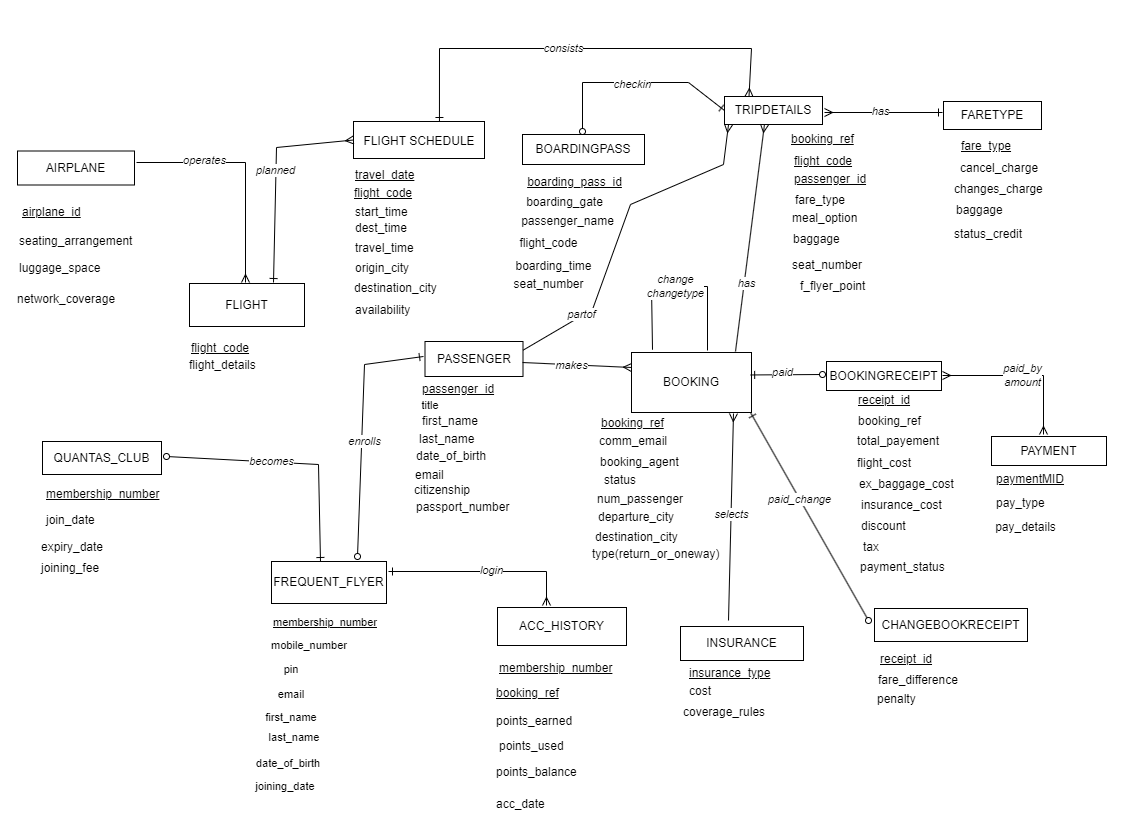 consists
checkin
TRIPDETAILS
has
FARETYPE
booking_ref
flight_code
passenger_id
fare_type
meal_option
baggage
seat_number
f_flyer_point
fare_type
cancel_charge
changes_charge
baggage
status_credit
FLIGHT SCHEDULE
travel_date
flight_code
start_time
dest_time
travel_time
origin_city
destination_city
availability
BOARDINGPASS
boarding_pass_id
boarding_gate
passenger_name
flight_code
boarding_time
seat_number
AIRPLANE
operates
planned
airplane_id
seating_arrangement
luggage_space
network_coverage
FLIGHT
flight_code
flight_details
change
changetype
has
partof
PASSENGER
makes
passenger_id
title
first_name
last_name
date_of_birth
email
citizenship
passport_number
BOOKING
paid
booking_ref
comm_email
booking_agent
status
num_passenger
departure_city
destination_city
type(return_or_oneway)
BOOKINGRECEIPT
paid_by
amount
receipt_id
booking_ref
total_payement
flight_cost
ex_baggage_cost
insurance_cost
discount
tax
payment_status
PAYMENT
paymentMID
pay_type
pay_details
enrolls
QUANTAS_CLUB
becomes
membership_number
join_date
expiry_date
joining_fee
selects
paid_change
FREQUENT_FLYER
login
membership_number
mobile_number
pin
email
first_name
last_name
date_of_birth
joining_date
ACC_HISTORY
membership_number
booking_ref
points_earned
points_used
points_balance
acc_date
INSURANCE
insurance_type
cost
coverage_rules
CHANGEBOOKRECEIPT
receipt_id
fare_difference
penalty